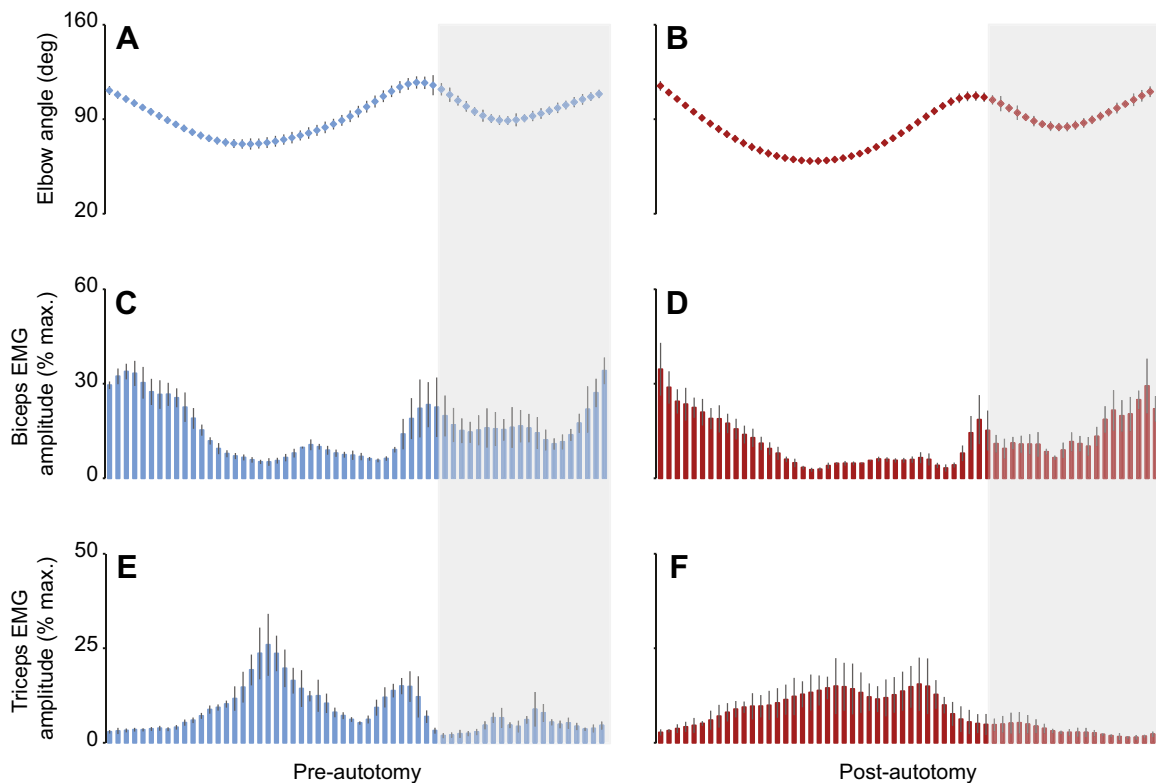 A
B
Elbow angle (deg)
160
90
20
C
D
Biceps EMG
amplitude (% max.)
60
30
0
E
F
Triceps EMG
amplitude (% max.)
50
25
0
Pre-autotomy
Post-autotomy